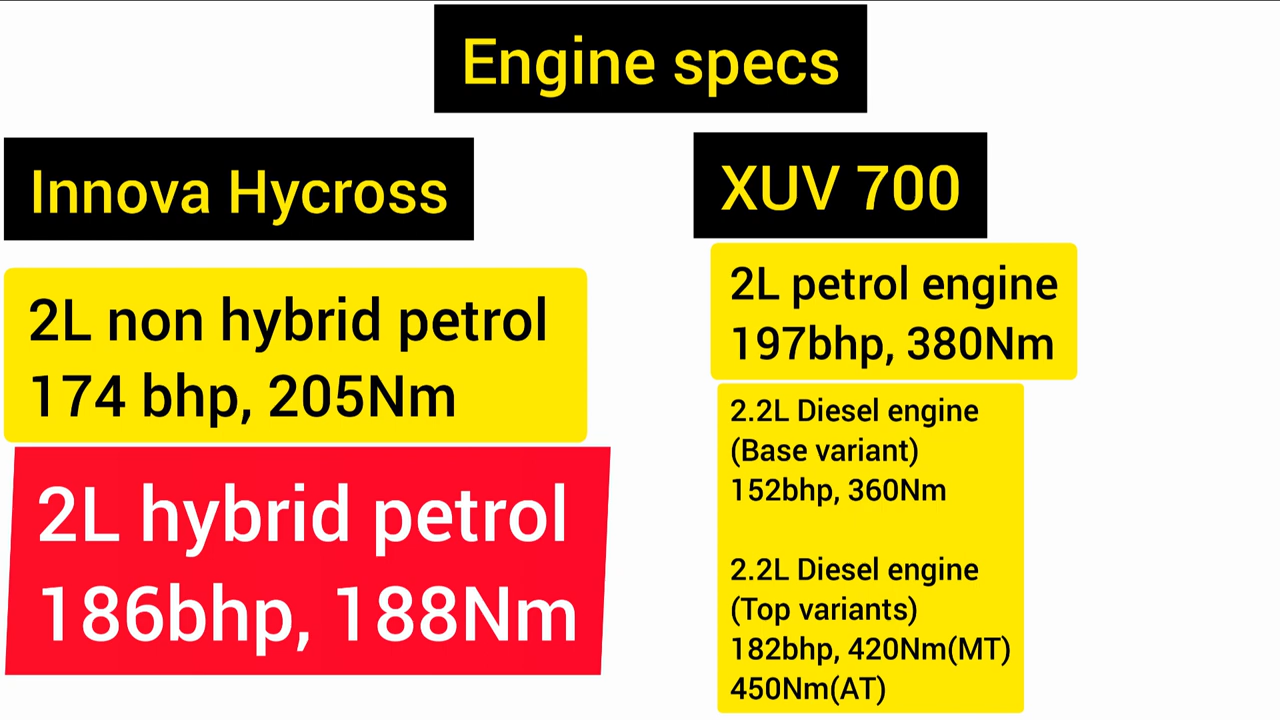 Engine specs
Innova Hycross
2L non hybrid petrol
174 bhp, 205Nm
2L hybrid petrol
186bhp, 188Nm
XUV 700
2L petrol engine
197bhp, 380Nm
2.2L Diesel engine
(Base variant)
152bhp, 360Nm
2.2L Diesel engine
(Top variants)
182bhp, 420Nm(MT)
450Nm(AT)